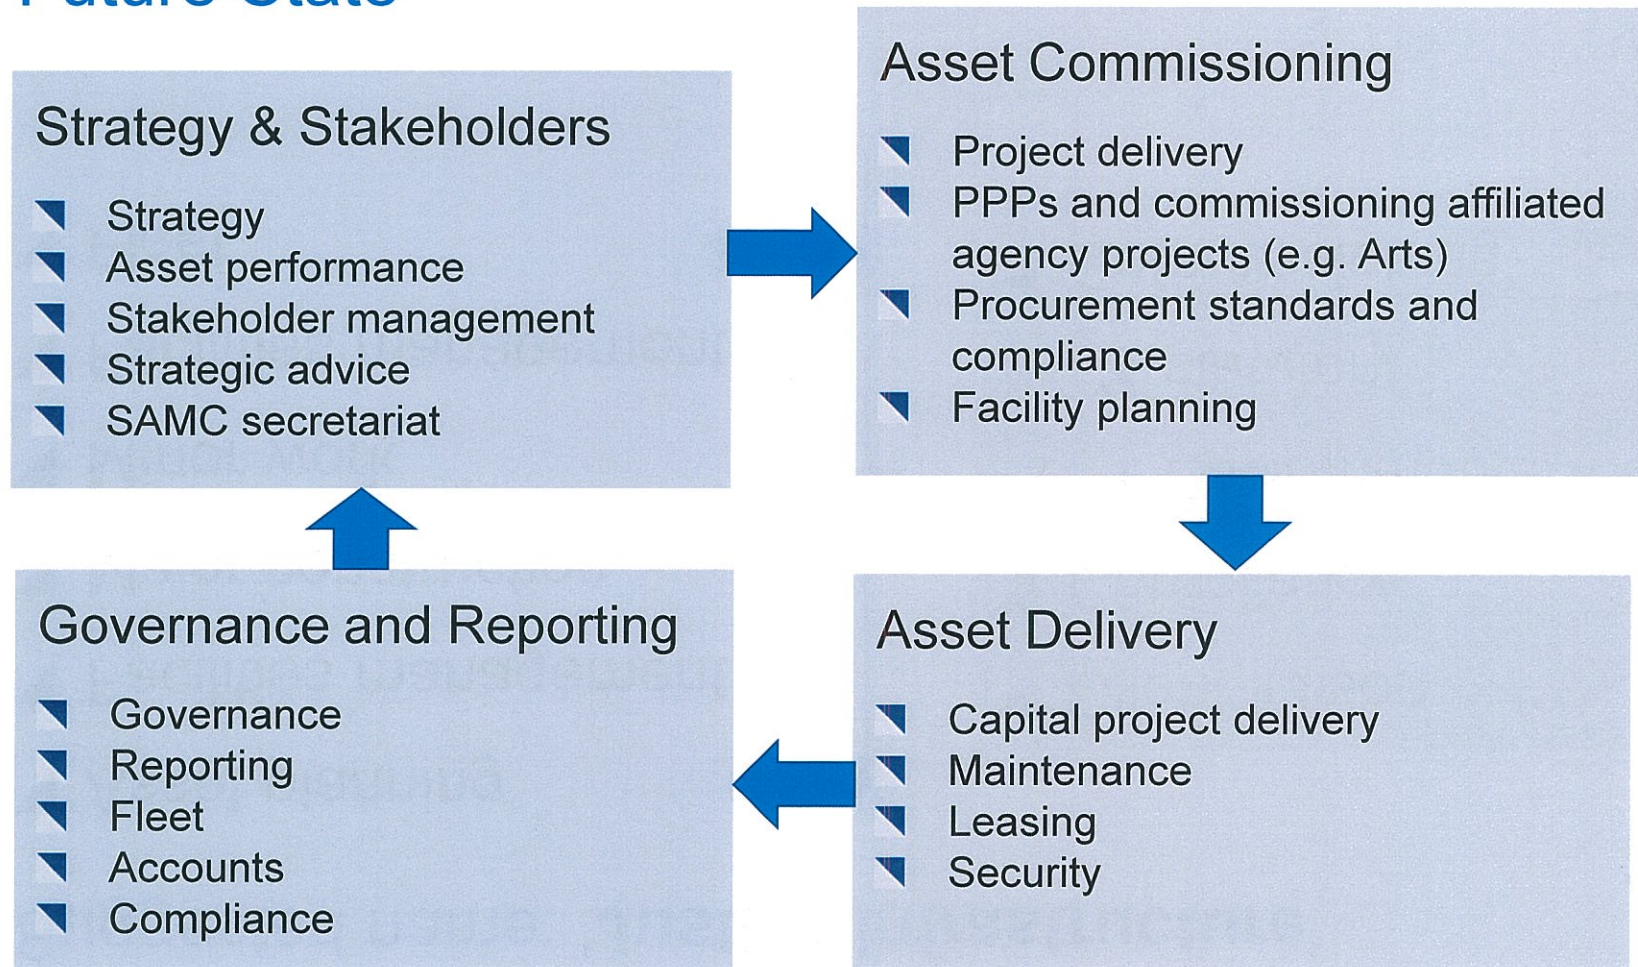 Future State
Strategy & Stakeholders
Strategy
Asset performance
Stakeholder management
Strategic advice
SAMC secretariat
Asset Commissioning
Project delivery
PPPs and commissioning affiliated
agency projects (e.g. Arts)
Procurement standards and
compliance
Facility planning
Governance and Reporting
Governance
Reporting
Fleet
Accounts
Compliance
Asset Delivery
Capital project delivery
Maintenance
Leasing
Security